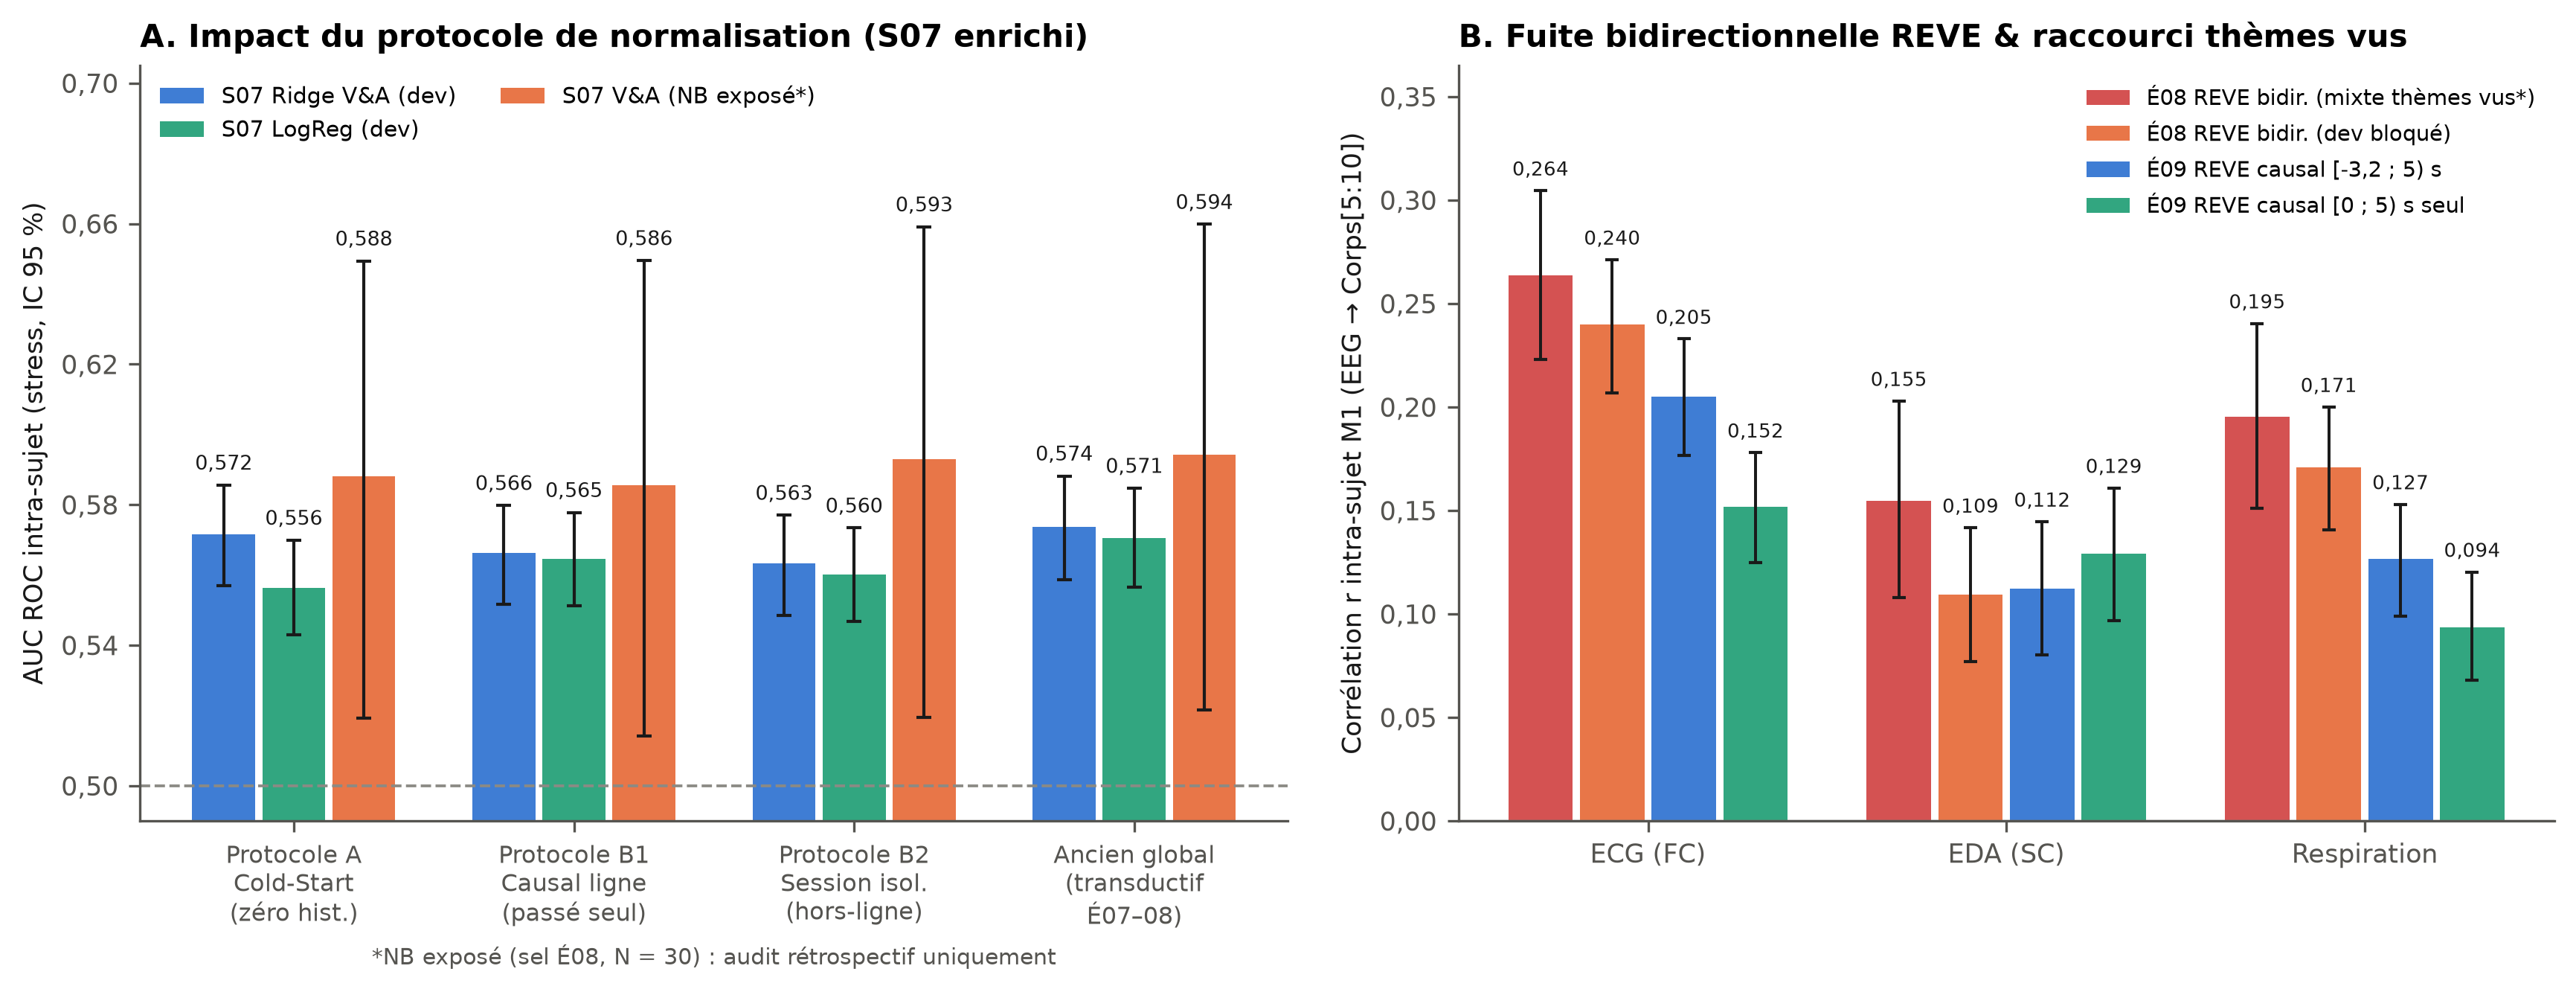 A. Impact du protocole de normalisation (S07 enrichi)
S07 Ridge V&A (dev)
S07 LogReg (dev)
S07 V&A (NB exposé*)
AUC ROC intra-sujet (stress, IC 95 %)
0,70
0,66
0,62
0,58
0,54
0,50
0,572
0,556
0,588
0,566
0,565
0,586
0,563
0,560
0,593
0,574
0,571
0,594
Protocole A
Cold-Start
(zéro hist.)
Protocole B1
Causal ligne
(passé seul)
Protocole B2
Session isol.
(hors-ligne)
Ancien global
(transductif
É07–08)
*NB exposé (sel É08, N = 30) : audit rétrospectif uniquement
B. Fuite bidirectionnelle REVE & raccourci thèmes vus
É08 REVE bidir. (mixte thèmes vus*)
É08 REVE bidir. (dev bloqué)
É09 REVE causal [-3,2 ; 5) s
É09 REVE causal [0 ; 5) s seul
Corrélation r intra-sujet M1 (EEG → Corps[5:10])
0,35
0,30
0,25
0,20
0,15
0,10
0,05
0,00
0,264
0,240
0,205
0,152
0,155
0,109
0,112
0,129
0,195
0,171
0,127
0,094
ECG (FC)
EDA (SC)
Respiration